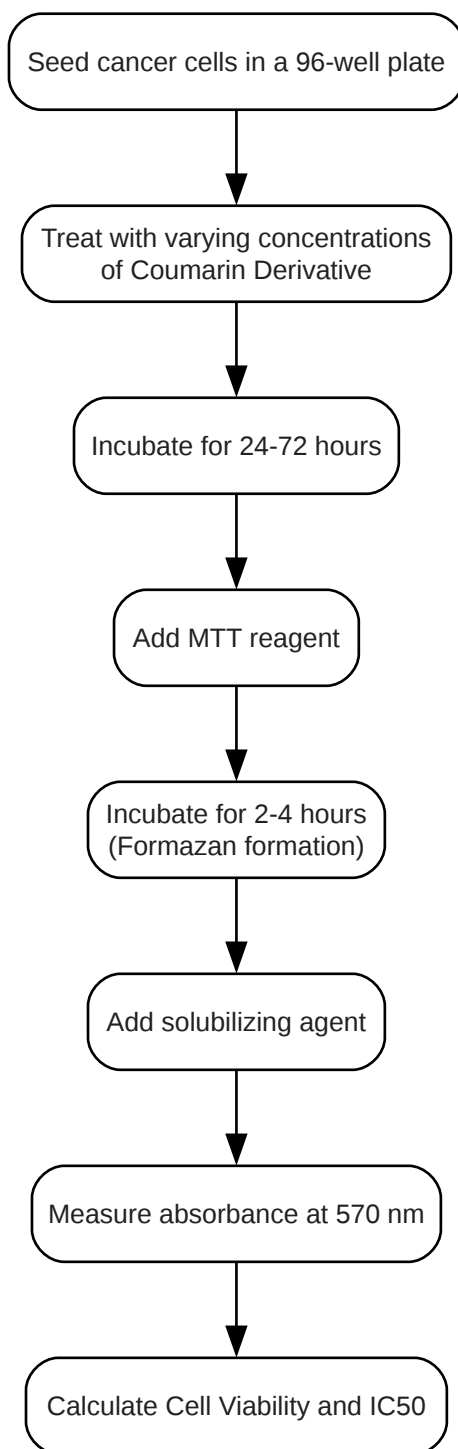 Seed cancer cells in a 96-well plate
Treat with varying concentrations
of Coumarin Derivative
Incubate for 24-72 hours
Add MTT reagent
Incubate for 2-4 hours
(Formazan formation)
Add solubilizing agent
Measure absorbance at 570 nm
Calculate Cell Viability and IC50